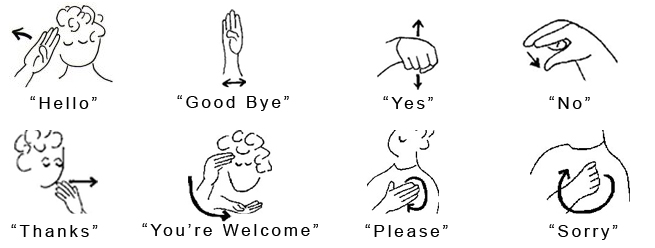 “Hello” “Good Bye” “Yes” “No”
“Thanks” “You're Welcome” “Please” “Sorry”